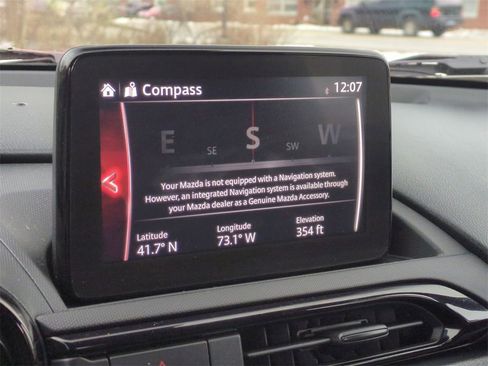 Compass 12:07
E SE S SW W
Your Mazda is not equipped with a Navigation system.
However, an integrated Navigation system is available through
your Mazda dealer as a Genuine Mazda Accessory.
Latitude Longitude Elevation
41.7° N 73.1° W 354 ft